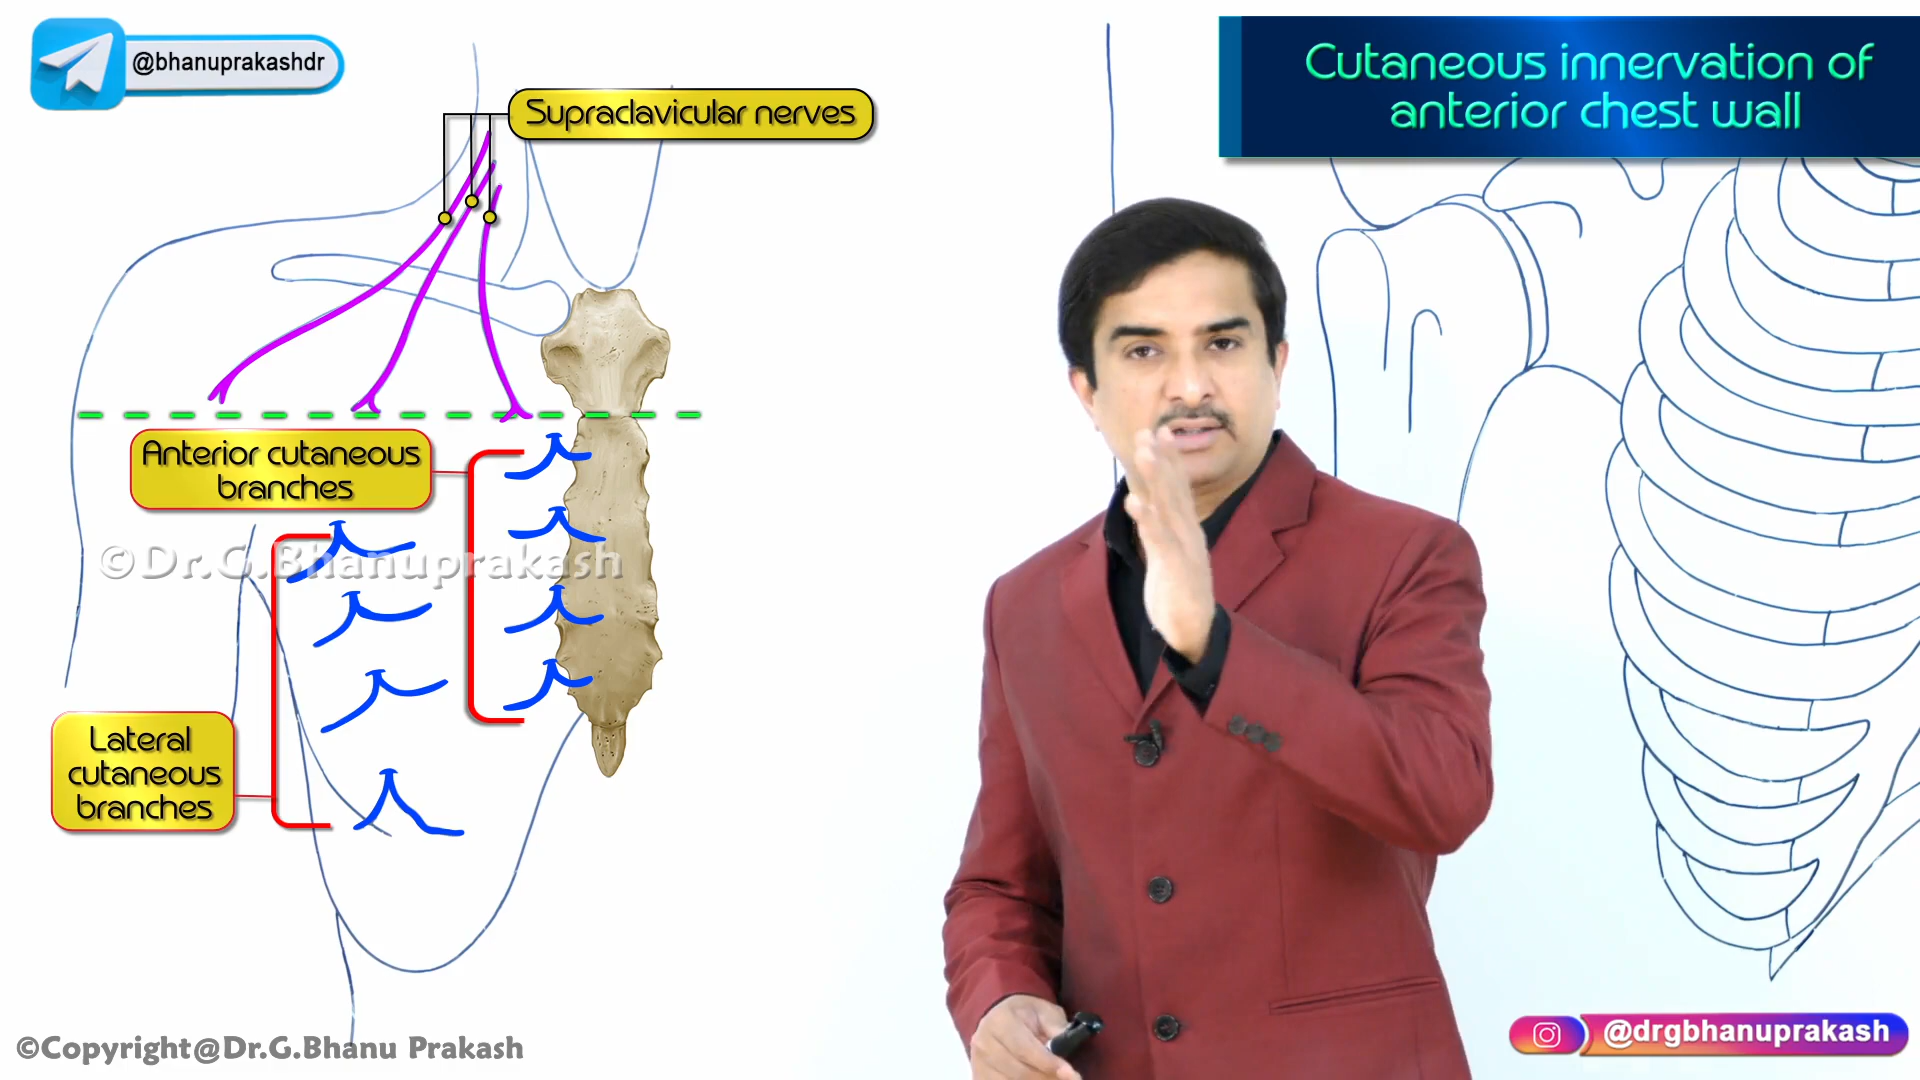 @bhanuprakashdr
Supraclavicular nerves
Cutaneous innervation of
anterior chest wall
Anterior cutaneous
branches
©Dr.G.Bhanuprakash
Lateral
cutaneous
branches
©Copyright@Dr.G.Bhanu Prakash
@drgbhanuprakash